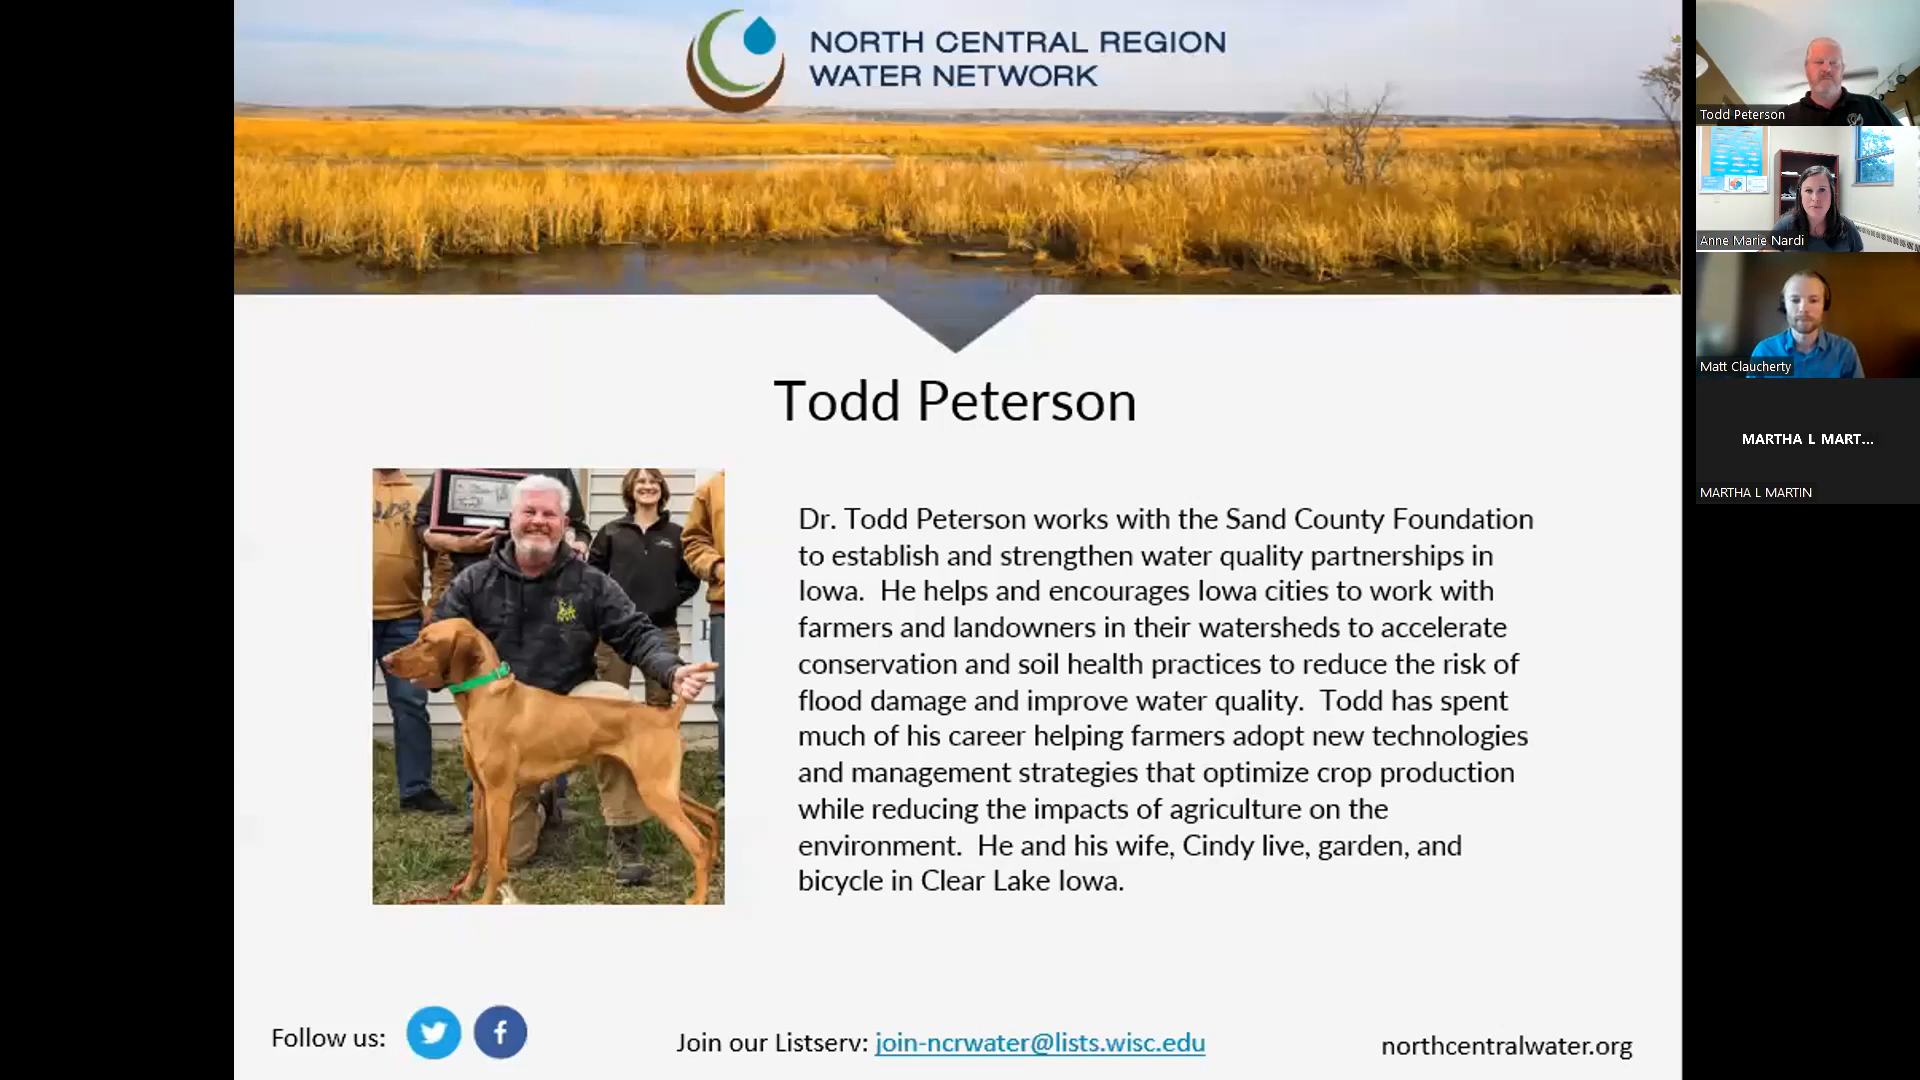 NORTH CENTRAL REGION
WATER NETWORK
Todd Peterson
Dr. Todd Peterson works with the Sand County Foundation
to establish and strengthen water quality partnerships in
Iowa.  He helps and encourages Iowa cities to work with
farmers and landowners in their watersheds to accelerate
conservation and soil health practices to reduce the risk of
flood damage and improve water quality.  Todd has spent
much of his career helping farmers adopt new technologies
and management strategies that optimize crop production
while reducing the impacts of agriculture on the
environment.  He and his wife, Cindy live, garden, and
bicycle in Clear Lake Iowa.
Follow us:
Join our Listserv: join-ncrwater@lists.wisc.edu
northcentralwater.org
Todd Peterson
Anne Marie Nardi
Matt Claucherty
MARTHA L MART...
MARTHA L MARTIN